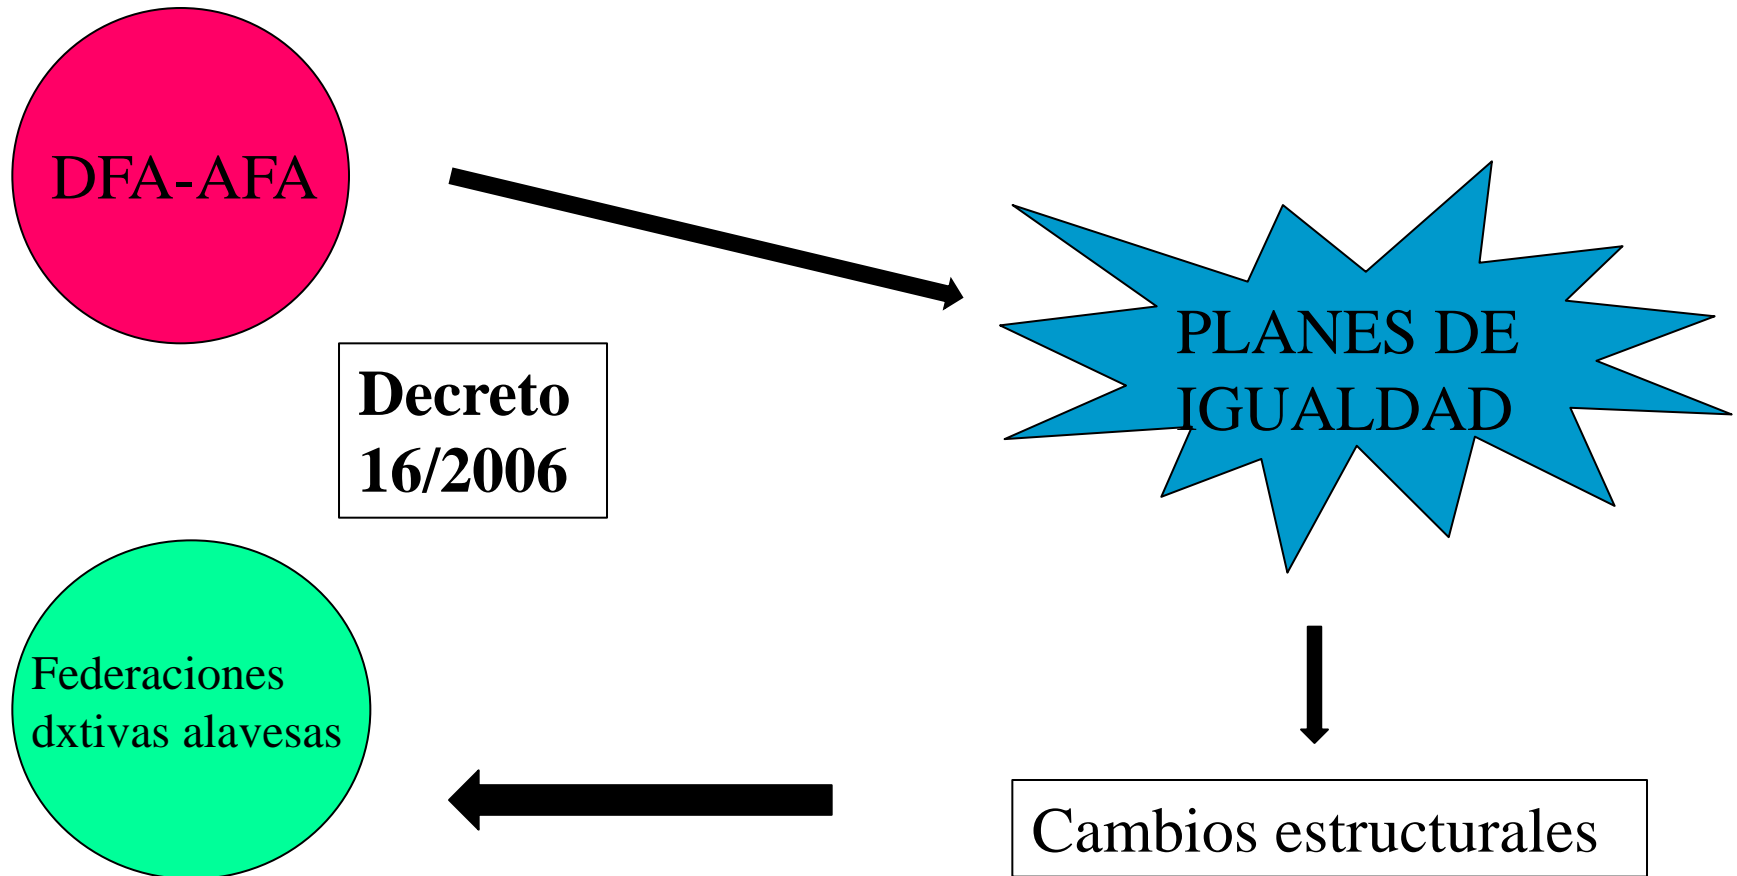 DFA-AFA
PLANES DE
IGUALDAD
Decreto
16/2006
Federaciones
dxtivas alavesas
Cambios estructurales